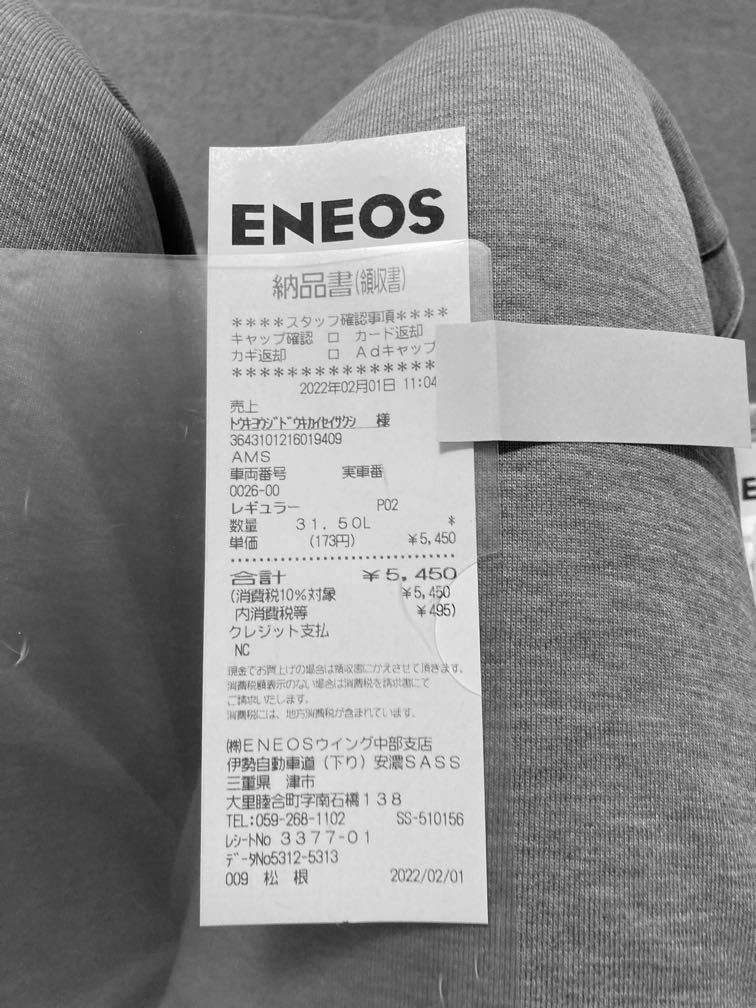 ENEOS
納品書(領収書)
****スタッフ確認事項****
キャップ確認 □ カード返却
カギ返却 □ Adキャップ
*********************
2022年02月01日 11:04
売上
ﾄｳｷﾖｳｼﾞﾄﾞｳｷｶｲｾｲｻｸｼ 様
3643101216019409
AMS
車両番号 実車番
0026-00
レギュラー P02
数量 31.50L *
単価 (173円) ¥5,450
合計 ¥5,450
(消費税10%対象 ¥5,450
内消費税等 ¥495)
クレジット支払
NC
現金でお買上げの場合は領収書にかえさせて頂きます。
消費税額表示のない場合は消費税を請求書にて
ご請求いたします。
消費税には、地方消費税が含まれています。
㈱ENEOSウイング中部支店
伊勢自動車道(下り)安濃SASS
三重県 津市
大里睦合町字南石橋138
TEL:059-268-1102 SS-510156
ﾚｼｰﾄNo 3377-01
ﾃﾞｰﾀNo5312-5313
009 松 根 2022/02/01
E